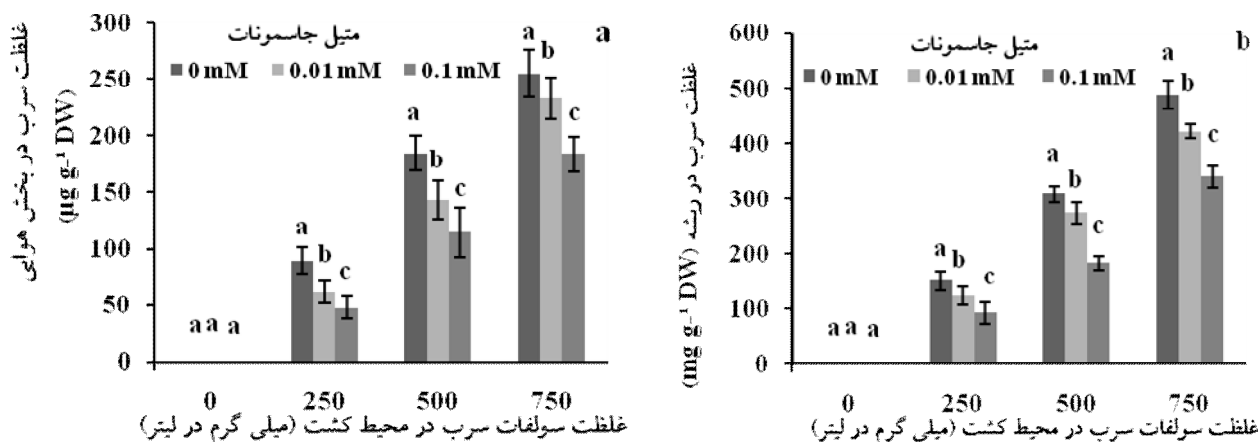 غلظت سرب در بخش هوایی
(µg g⁻¹ DW)
متیل جاسمونات
a
0 mM 0.01 mM 0.1 mM
300
250
200
150
100
50
0
a a a
a b c
a b c
a b c
0 250 500 750
غلظت سولفات سرب در محیط کشت (میلی گرم در لیتر)
غلظت سرب در ریشه (mg g⁻¹ DW)
متیل جاسمونات
b
0 mM 0.01 mM 0.1 mM
600
500
400
300
200
100
0
a a a
a b c
a b c
a b c
0 250 500 750
غلظت سولفات سرب در محیط کشت (میلی گرم در لیتر)